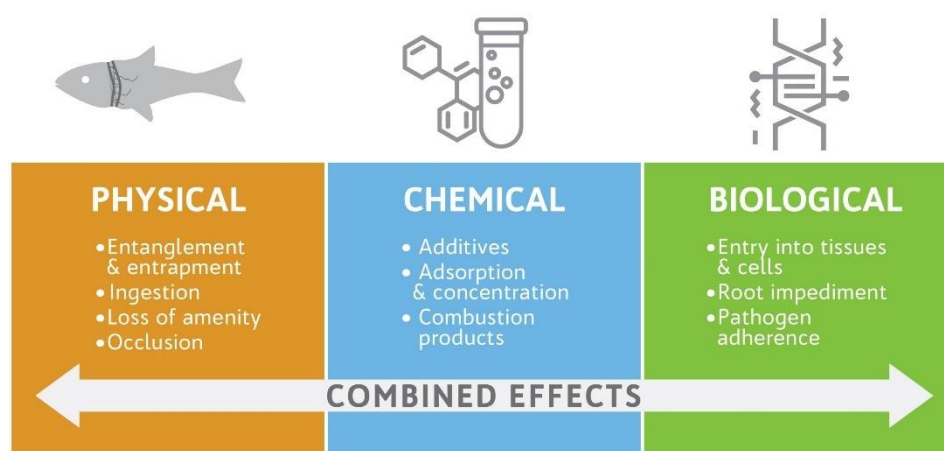 PHYSICAL
• Entanglement
& entrapment
• Ingestion
• Loss of amenity
• Occlusion
CHEMICAL
• Additives
• Adsorption
& concentration
• Combustion
products
BIOLOGICAL
• Entry into tissues
& cells
• Root impediment
• Pathogen
adherence
COMBINED EFFECTS